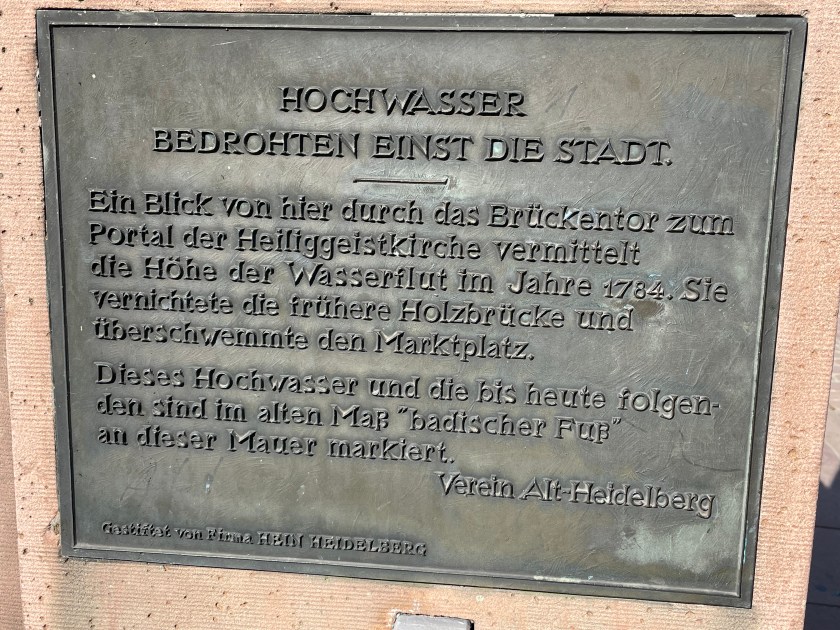 HOCHWASSER
BEDROHTEN EINST DIE STADT.
Ein Blick von hier durch das Brückentor zum
Portal der Heiliggeistkirche vermittelt
die Höhe der Wasserflut im Jahre 1784. Sie
vernichtete die frühere Holzbrücke und
überschwemmte den Marktplatz.
Dieses Hochwasser und die bis heute folgen-
den sind im alten Maß "badischer Fuß"
an dieser Mauer markiert.
Verein Alt-Heidelberg
Gestiftet von Firma HEIN HEIDELBERG